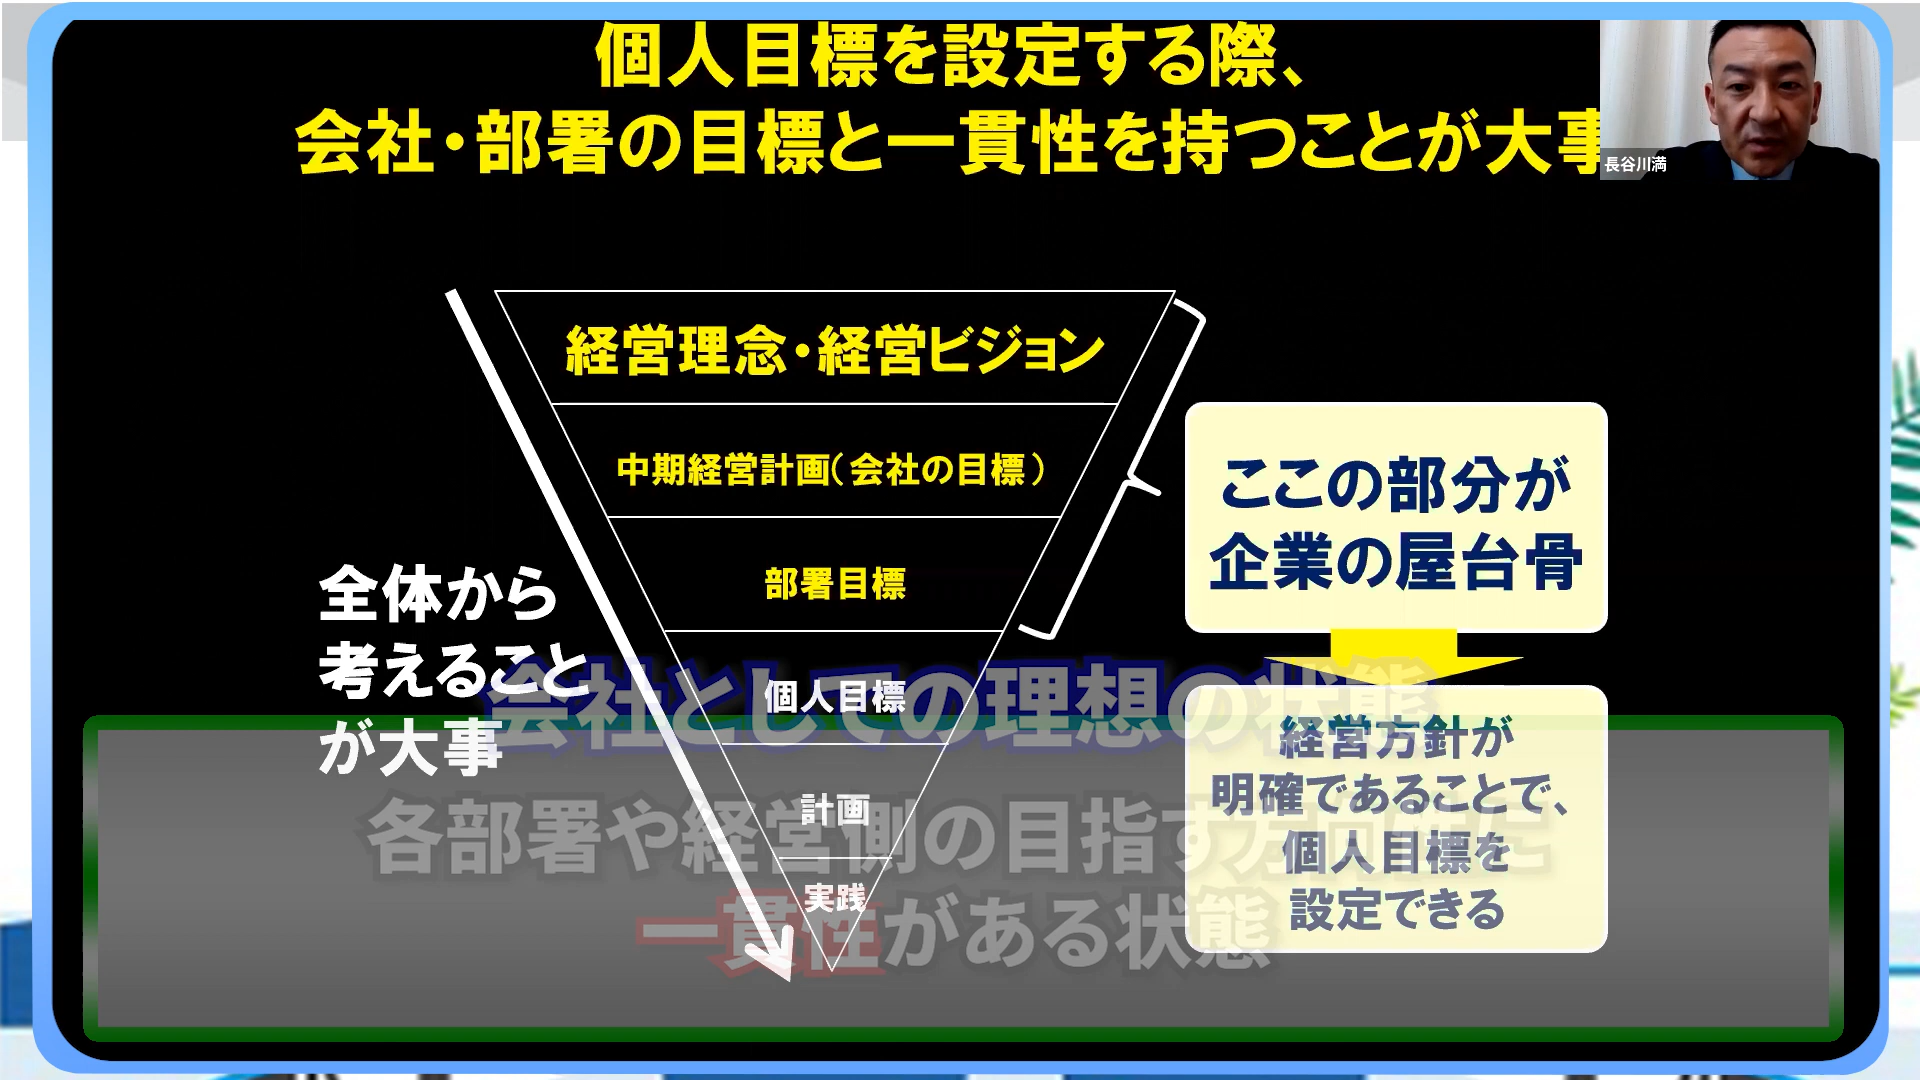 個人目標を設定する際、
会社・部署の目標と一貫性を持つことが大事
長谷川満
経営理念・経営ビジョン
中期経営計画(会社の目標)
部署目標
個人目標
計画
実践
全体から
考えること
が大事
ここの部分が
企業の屋台骨
経営方針が
明確であることで、
個人目標を
設定できる
会社としての理想の状態
各部署や経営側の目指す方向性に
一貫性がある状態